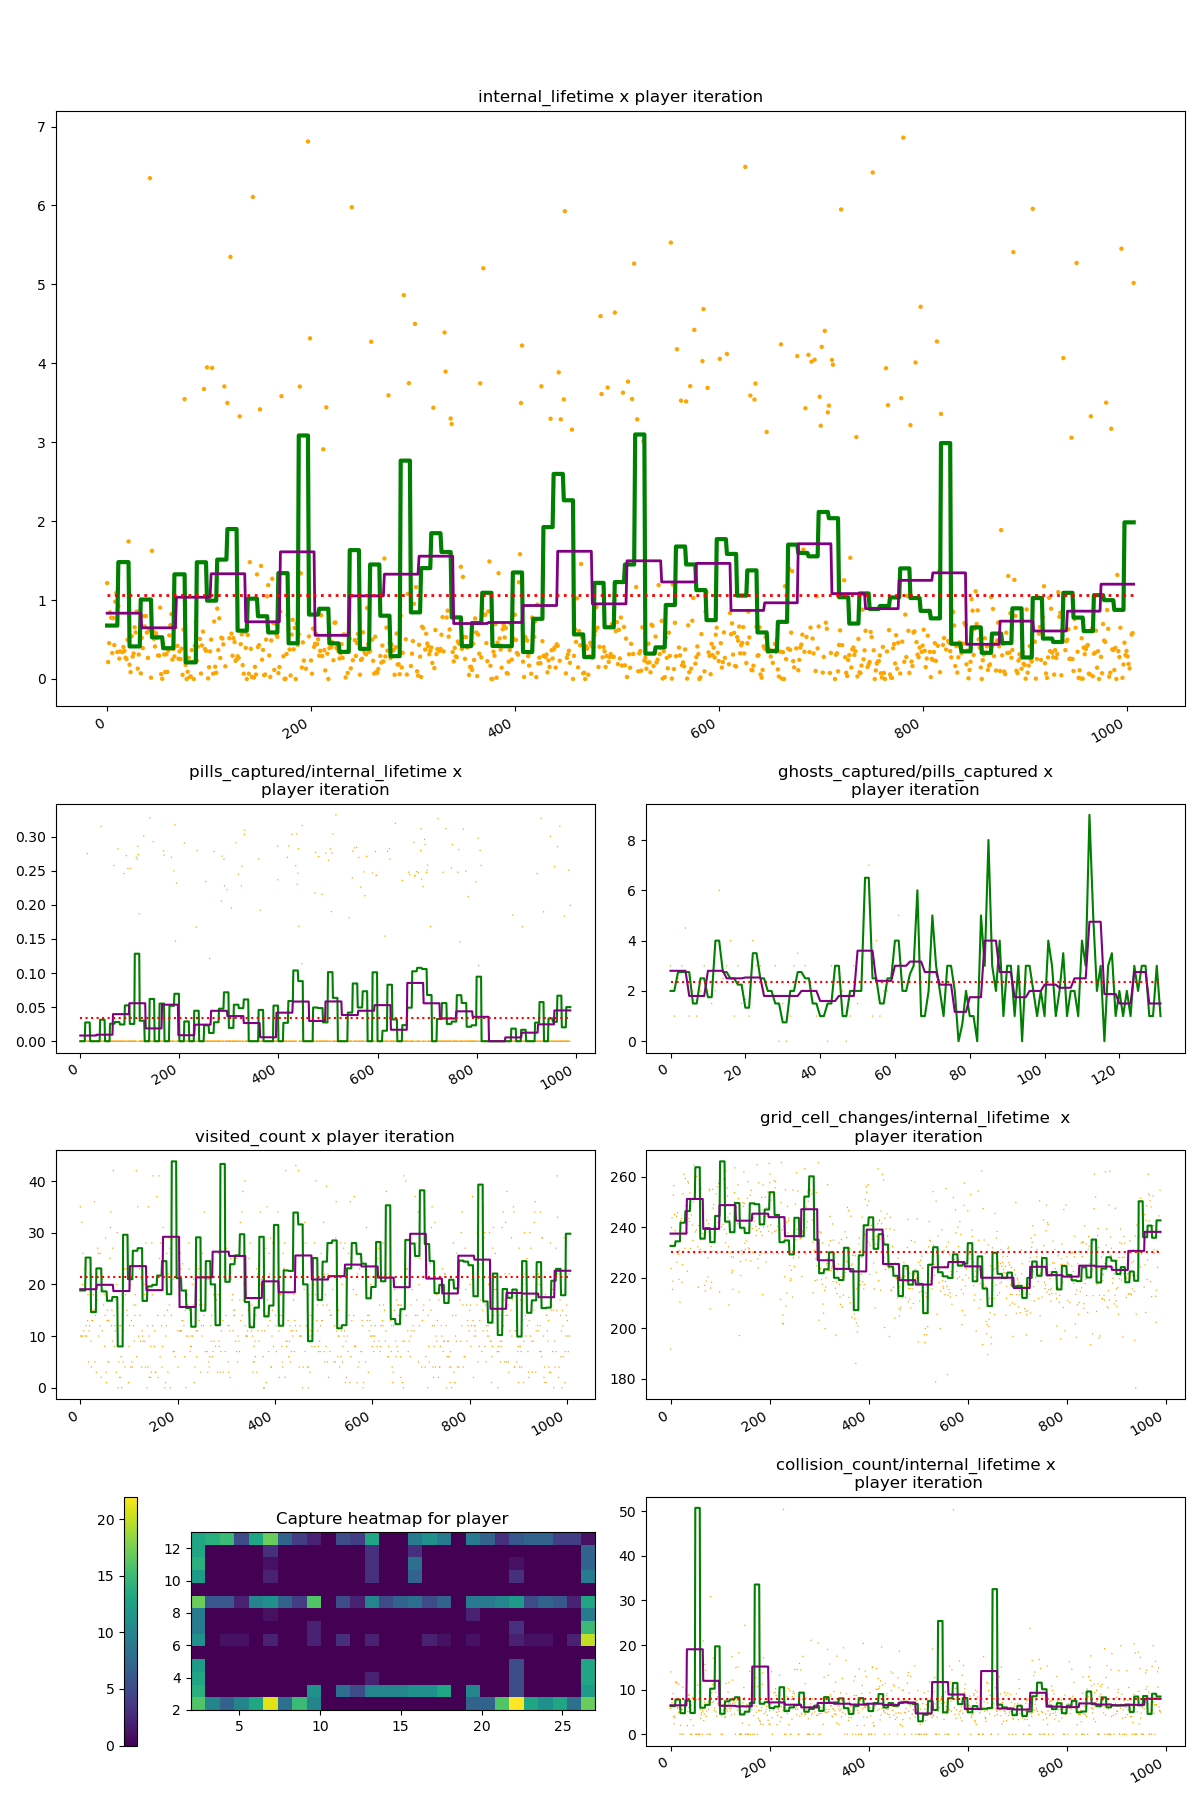 internal_lifetime x player iteration
7
6
5
4
3
2
1
0
0 200 400 600 800 1000
pills_captured/internal_lifetime x
player iteration
0.30
0.25
0.20
0.15
0.10
0.05
0.00
0 200 400 600 800 1000
ghosts_captured/pills_captured x
player iteration
8
6
4
2
0
0 20 40 60 80 100 120
visited_count x player iteration
40
30
20
10
0
0 200 400 600 800 1000
grid_cell_changes/internal_lifetime  x
player iteration
260
240
220
200
180
0 200 400 600 800 1000
20
15
10
5
0
Capture heatmap for player
12
10
8
6
4
2
5 10 15 20 25
collision_count/internal_lifetime x
player iteration
50
40
30
20
10
0
0 200 400 600 800 1000